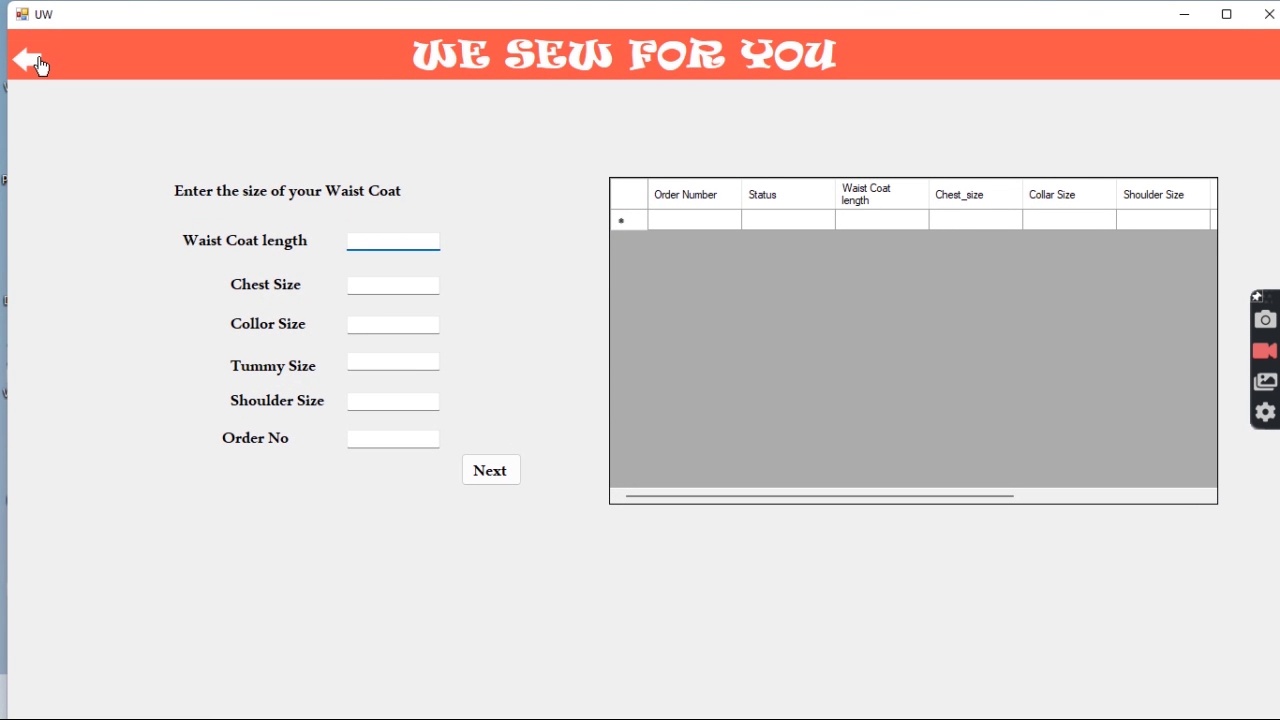 UW
WE SEW FOR YOU
Enter the size of your Waist Coat
Waist Coat length
Chest Size
Collor Size
Tummy Size
Shoulder Size
Order No
Next
Order Number Status Waist Coat length Chest_size Collar Size Shoulder Size
*